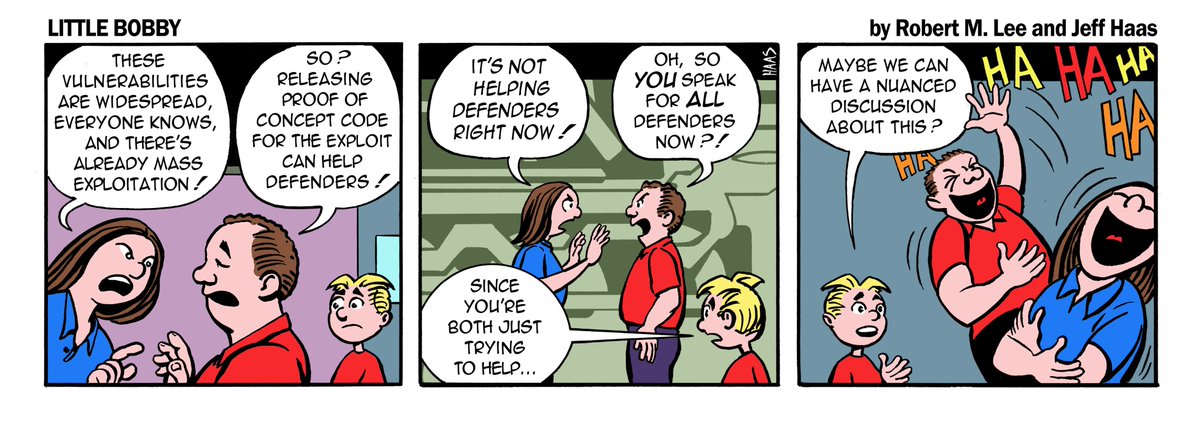 LITTLE BOBBY
by Robert M. Lee and Jeff Haas
THESE
VULNERABILITIES
ARE WIDESPREAD,
EVERYONE KNOWS,
AND THERE'S
ALREADY MASS
EXPLOITATION!
SO?
RELEASING
PROOF OF
CONCEPT CODE
FOR THE EXPLOIT
CAN HELP
DEFENDERS!
IT'S NOT
HELPING
DEFENDERS
RIGHT NOW!
OH, SO
YOU SPEAK
FOR ALL
DEFENDERS
NOW?!
HAAS
SINCE
YOU'RE
BOTH JUST
TRYING
TO HELP...
MAYBE WE CAN
HAVE A NUANCED
DISCUSSION
ABOUT THIS?
HA HA HA
HA
HA